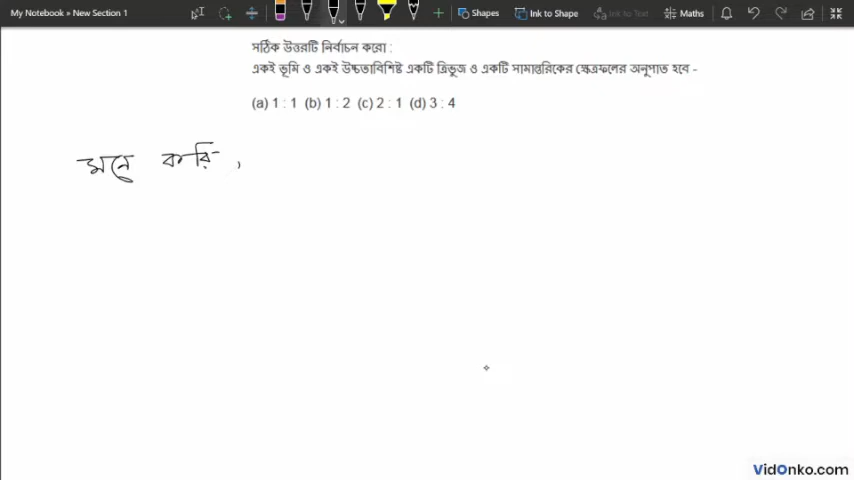 My Notebook » New Section 1
Shapes
Ink to Shape
Ink to Text
Maths
সঠিক উত্তরটি নির্বাচন করো :
একই ভূমি ও একই উচ্চতাবিশিষ্ট একটি ত্রিভুজ ও একটি সামান্তরিকের ক্ষেত্রফলের অনুপাত হবে -
(a) 1 : 1 (b) 1 : 2 (c) 2 : 1 (d) 3 : 4
মনে করি,
VidOnko.com